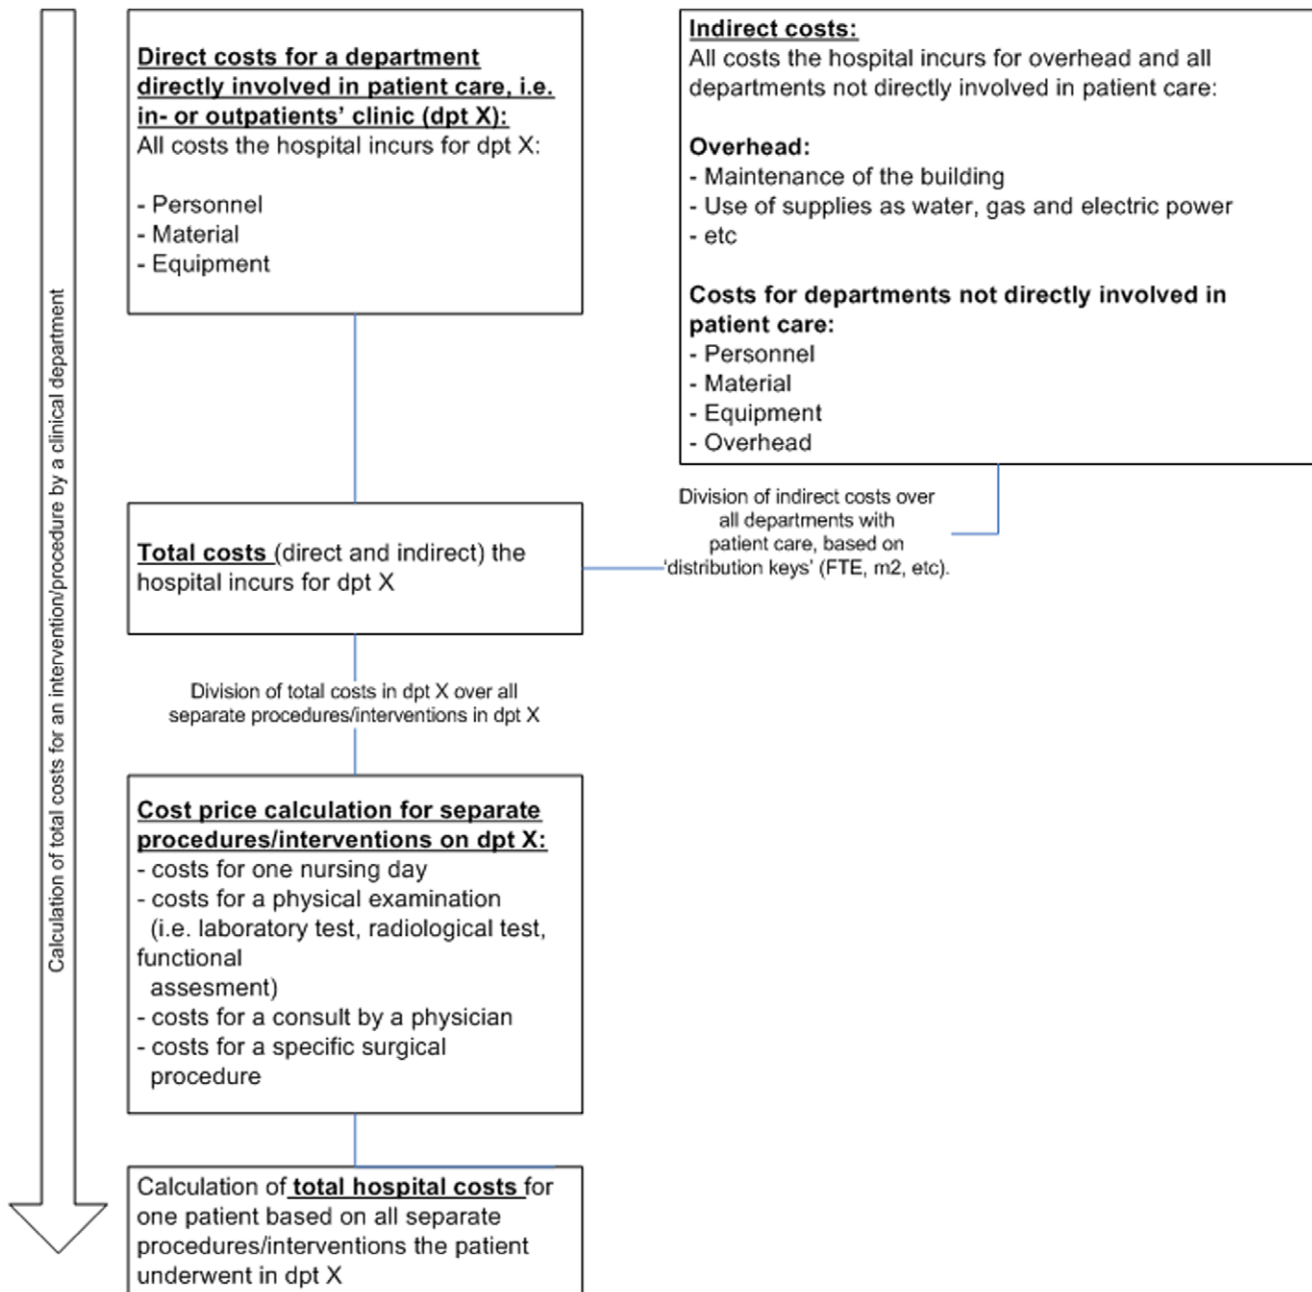 Calculation of total costs for an intervention/procedure by a clinical department
Direct costs for a department
directly involved in patient care, i.e.
in- or outpatients' clinic (dpt X):
All costs the hospital incurs for dpt X:
- Personnel
- Material
- Equipment
Indirect costs:
All costs the hospital incurs for overhead and all
departments not directly involved in patient care:
Overhead:
- Maintenance of the building
- Use of supplies as water, gas and electric power
- etc
Costs for departments not directly involved in
patient care:
- Personnel
- Material
- Equipment
- Overhead
Division of indirect costs over
all departments with
patient care, based on
'distribution keys' (FTE, m2, etc).
Total costs (direct and indirect) the
hospital incurs for dpt X
Division of total costs in dpt X over all
separate procedures/interventions in dpt X
Cost price calculation for separate
procedures/interventions on dpt X:
- costs for one nursing day
- costs for a physical examination
(i.e. laboratory test, radiological test,
functional
assesment)
- costs for a consult by a physician
- costs for a specific surgical
procedure
Calculation of total hospital costs for
one patient based on all separate
procedures/interventions the patient
underwent in dpt X